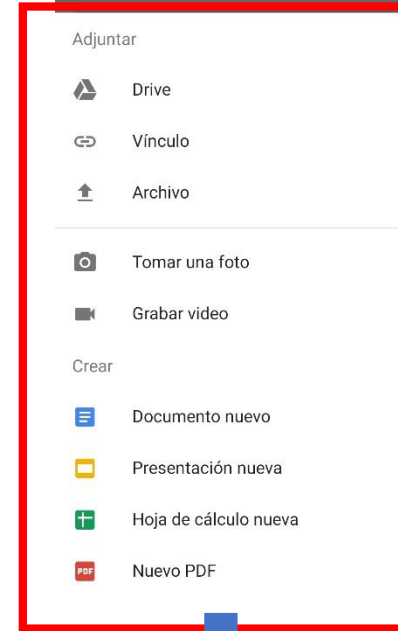 Adjuntar
Drive
Vínculo
Archivo
Tomar una foto
Grabar video
Crear
Documento nuevo
Presentación nueva
Hoja de cálculo nueva
PDF Nuevo PDF